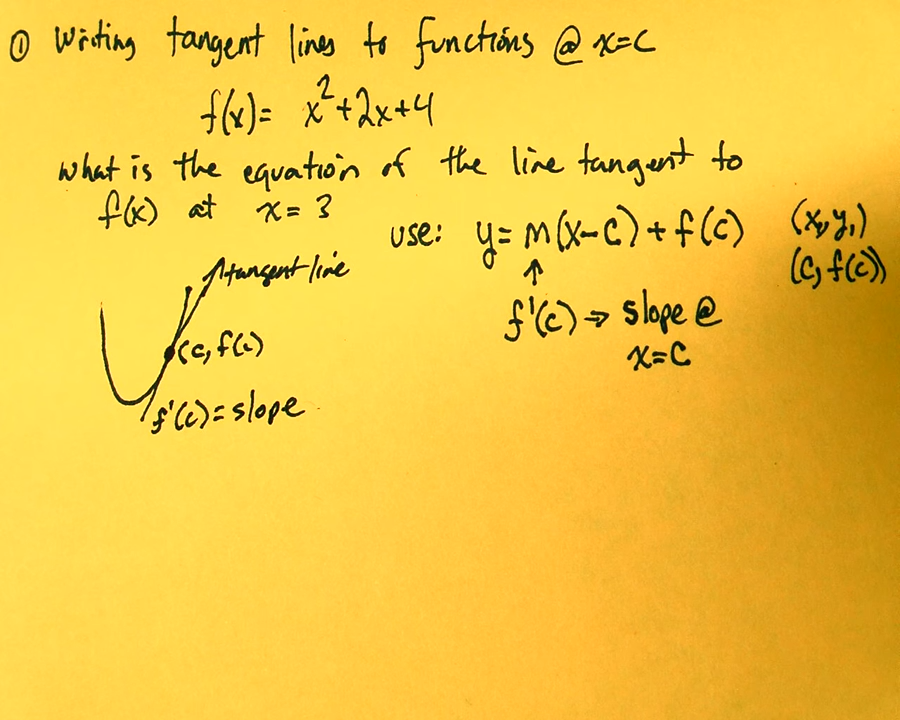 ① Writing tangent lines to functions @ x=c
f(x)= x²+2x+4
what is the equation of the line tangent to
f(x) at x=3
use: y= m(x-c)+f(c) (x₁,y₁)
(c, f(c))
↑
f'(c) ⇒ slope @
x=c
tangent line
(c, f(c)
f'(c)= slope